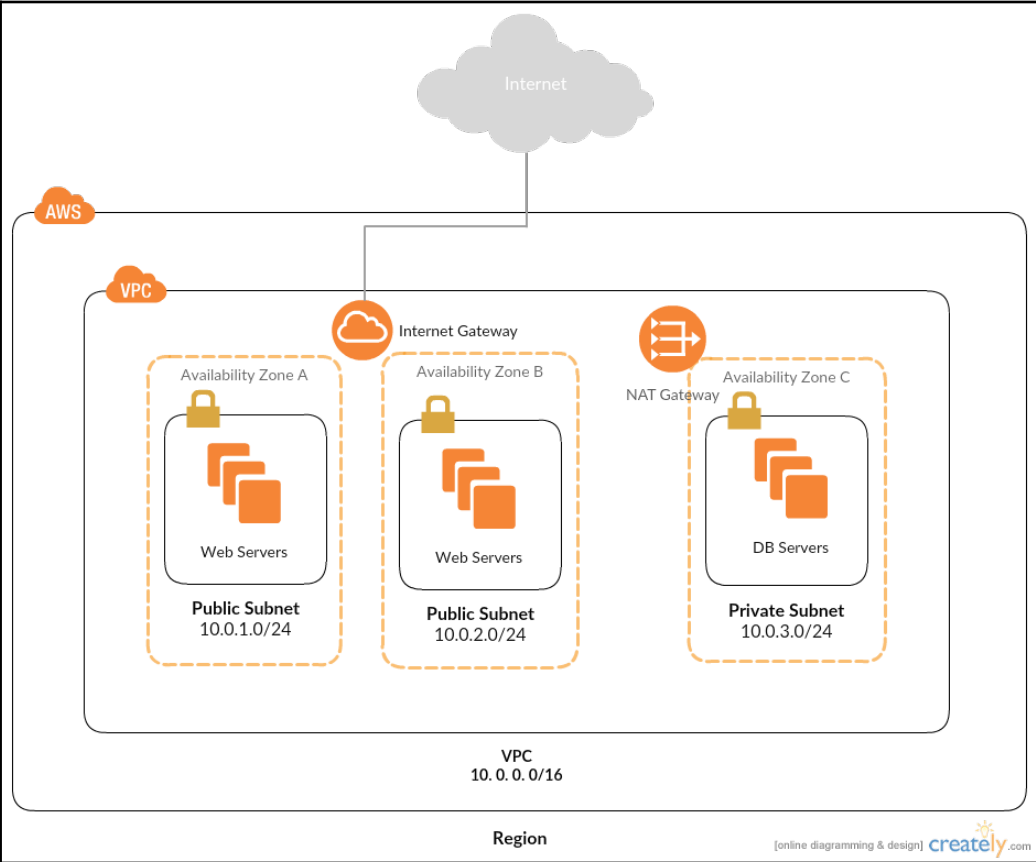 Internet
AWS
VPC
Internet Gateway
NAT Gateway
Availability Zone A
Availability Zone B
Availability Zone C
Web Servers
Web Servers
DB Servers
Public Subnet
10.0.1.0/24
Public Subnet
10.0.2.0/24
Private Subnet
10.0.3.0/24
VPC
10. 0. 0. 0/16
Region
[online diagramming & design] creately.com